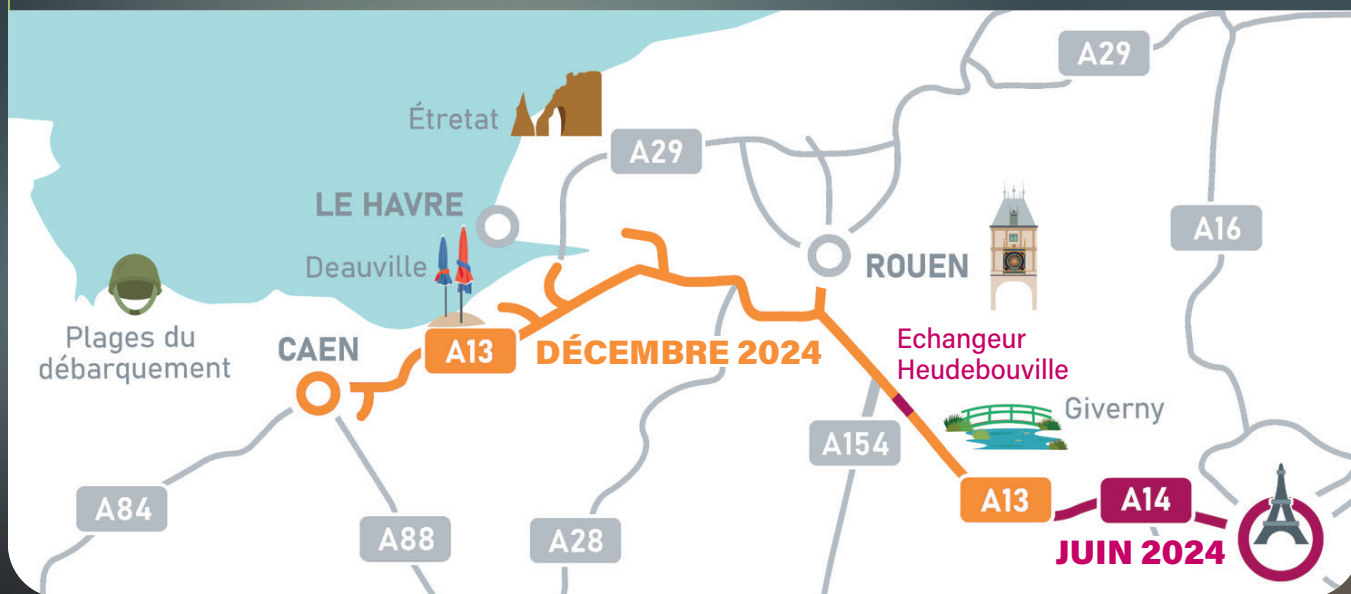 A29
Étretat
A29
LE HAVRE
A16
Deauville
ROUEN
Plages du
débarquement
CAEN
A13
DÉCEMBRE 2024
Echangeur
Heudebouville
Giverny
A154
A84
A88
A28
A13
A14
JUIN 2024